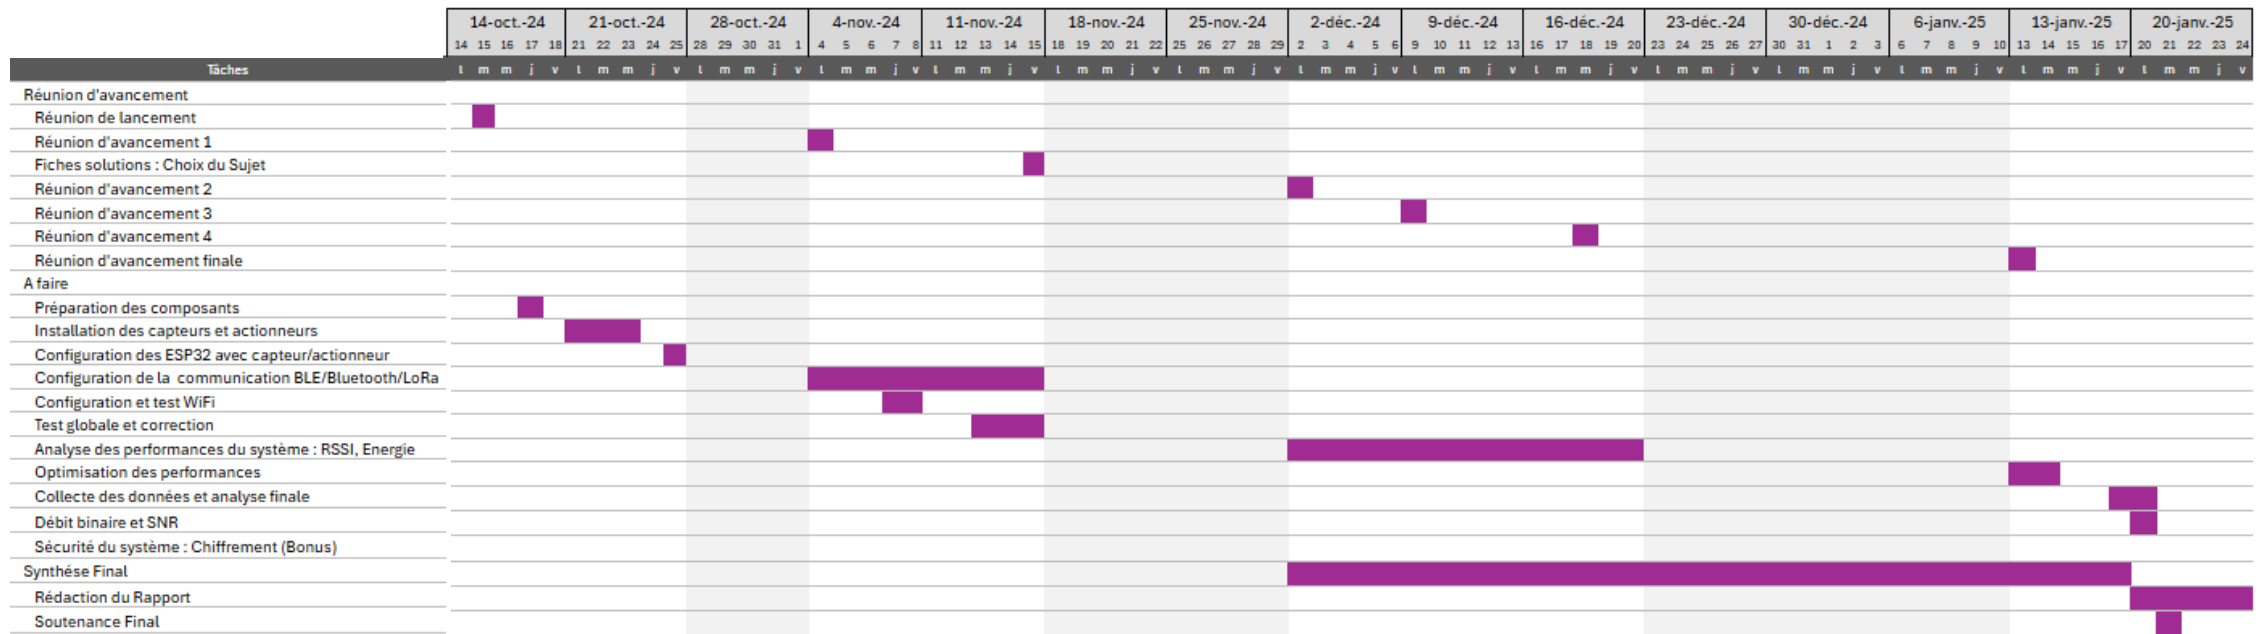 14-oct.-24 21-oct.-24 28-oct.-24 4-nov.-24 11-nov.-24 18-nov.-24 25-nov.-24 2-déc.-24 9-déc.-24 16-déc.-24 23-déc.-24 30-déc.-24 6-janv.-25 13-janv.-25 20-janv.-25
14 15 16 17 18 21 22 23 24 25 28 29 30 31 1 4 5 6 7 8 11 12 13 14 15 18 19 20 21 22 25 26 27 28 29 2 3 4 5 6 9 10 11 12 13 16 17 18 19 20 23 24 25 26 27 30 31 1 2 3 6 7 8 9 10 13 14 15 16 17 20 21 22 23 24
Tâches l m m j v l m m j v l m m j v l m m j v l m m j v l m m j v l m m j v l m m j v l m m j v l m m j v l m m j v l m m j v l m m j v l m m j v l m m j v
Réunion d'avancement
Réunion de lancement
Réunion d'avancement 1
Fiches solutions : Choix du Sujet
Réunion d'avancement 2
Réunion d'avancement 3
Réunion d'avancement 4
Réunion d'avancement finale
A faire
Préparation des composants
Installation des capteurs et actionneurs
Configuration des ESP32 avec capteur/actionneur
Configuration de la communication BLE/Bluetooth/LoRa
Configuration et test WiFi
Test globale et correction
Analyse des performances du système : RSSI, Energie
Optimisation des performances
Collecte des données et analyse finale
Débit binaire et SNR
Sécurité du système : Chiffrement (Bonus)
Synthése Final
Rédaction du Rapport
Soutenance Final